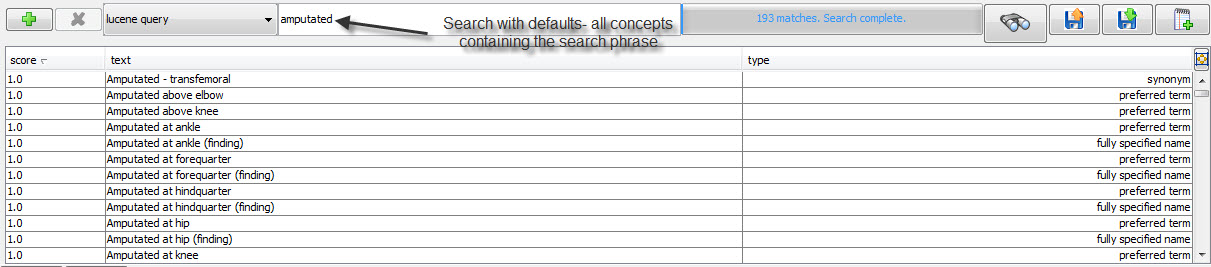 lucene query amputated Search with defaults- all concepts 193 matches. Search complete.
containing the search phrase
score text type
1.0 Amputated - transfemoral synonym
1.0 Amputated above elbow preferred term
1.0 Amputated above knee preferred term
1.0 Amputated at ankle preferred term
1.0 Amputated at ankle (finding) fully specified name
1.0 Amputated at forequarter preferred term
1.0 Amputated at forequarter (finding) fully specified name
1.0 Amputated at hindquarter preferred term
1.0 Amputated at hindquarter (finding) fully specified name
1.0 Amputated at hip preferred term
1.0 Amputated at hip (finding) fully specified name
1.0 Amputated at knee preferred term